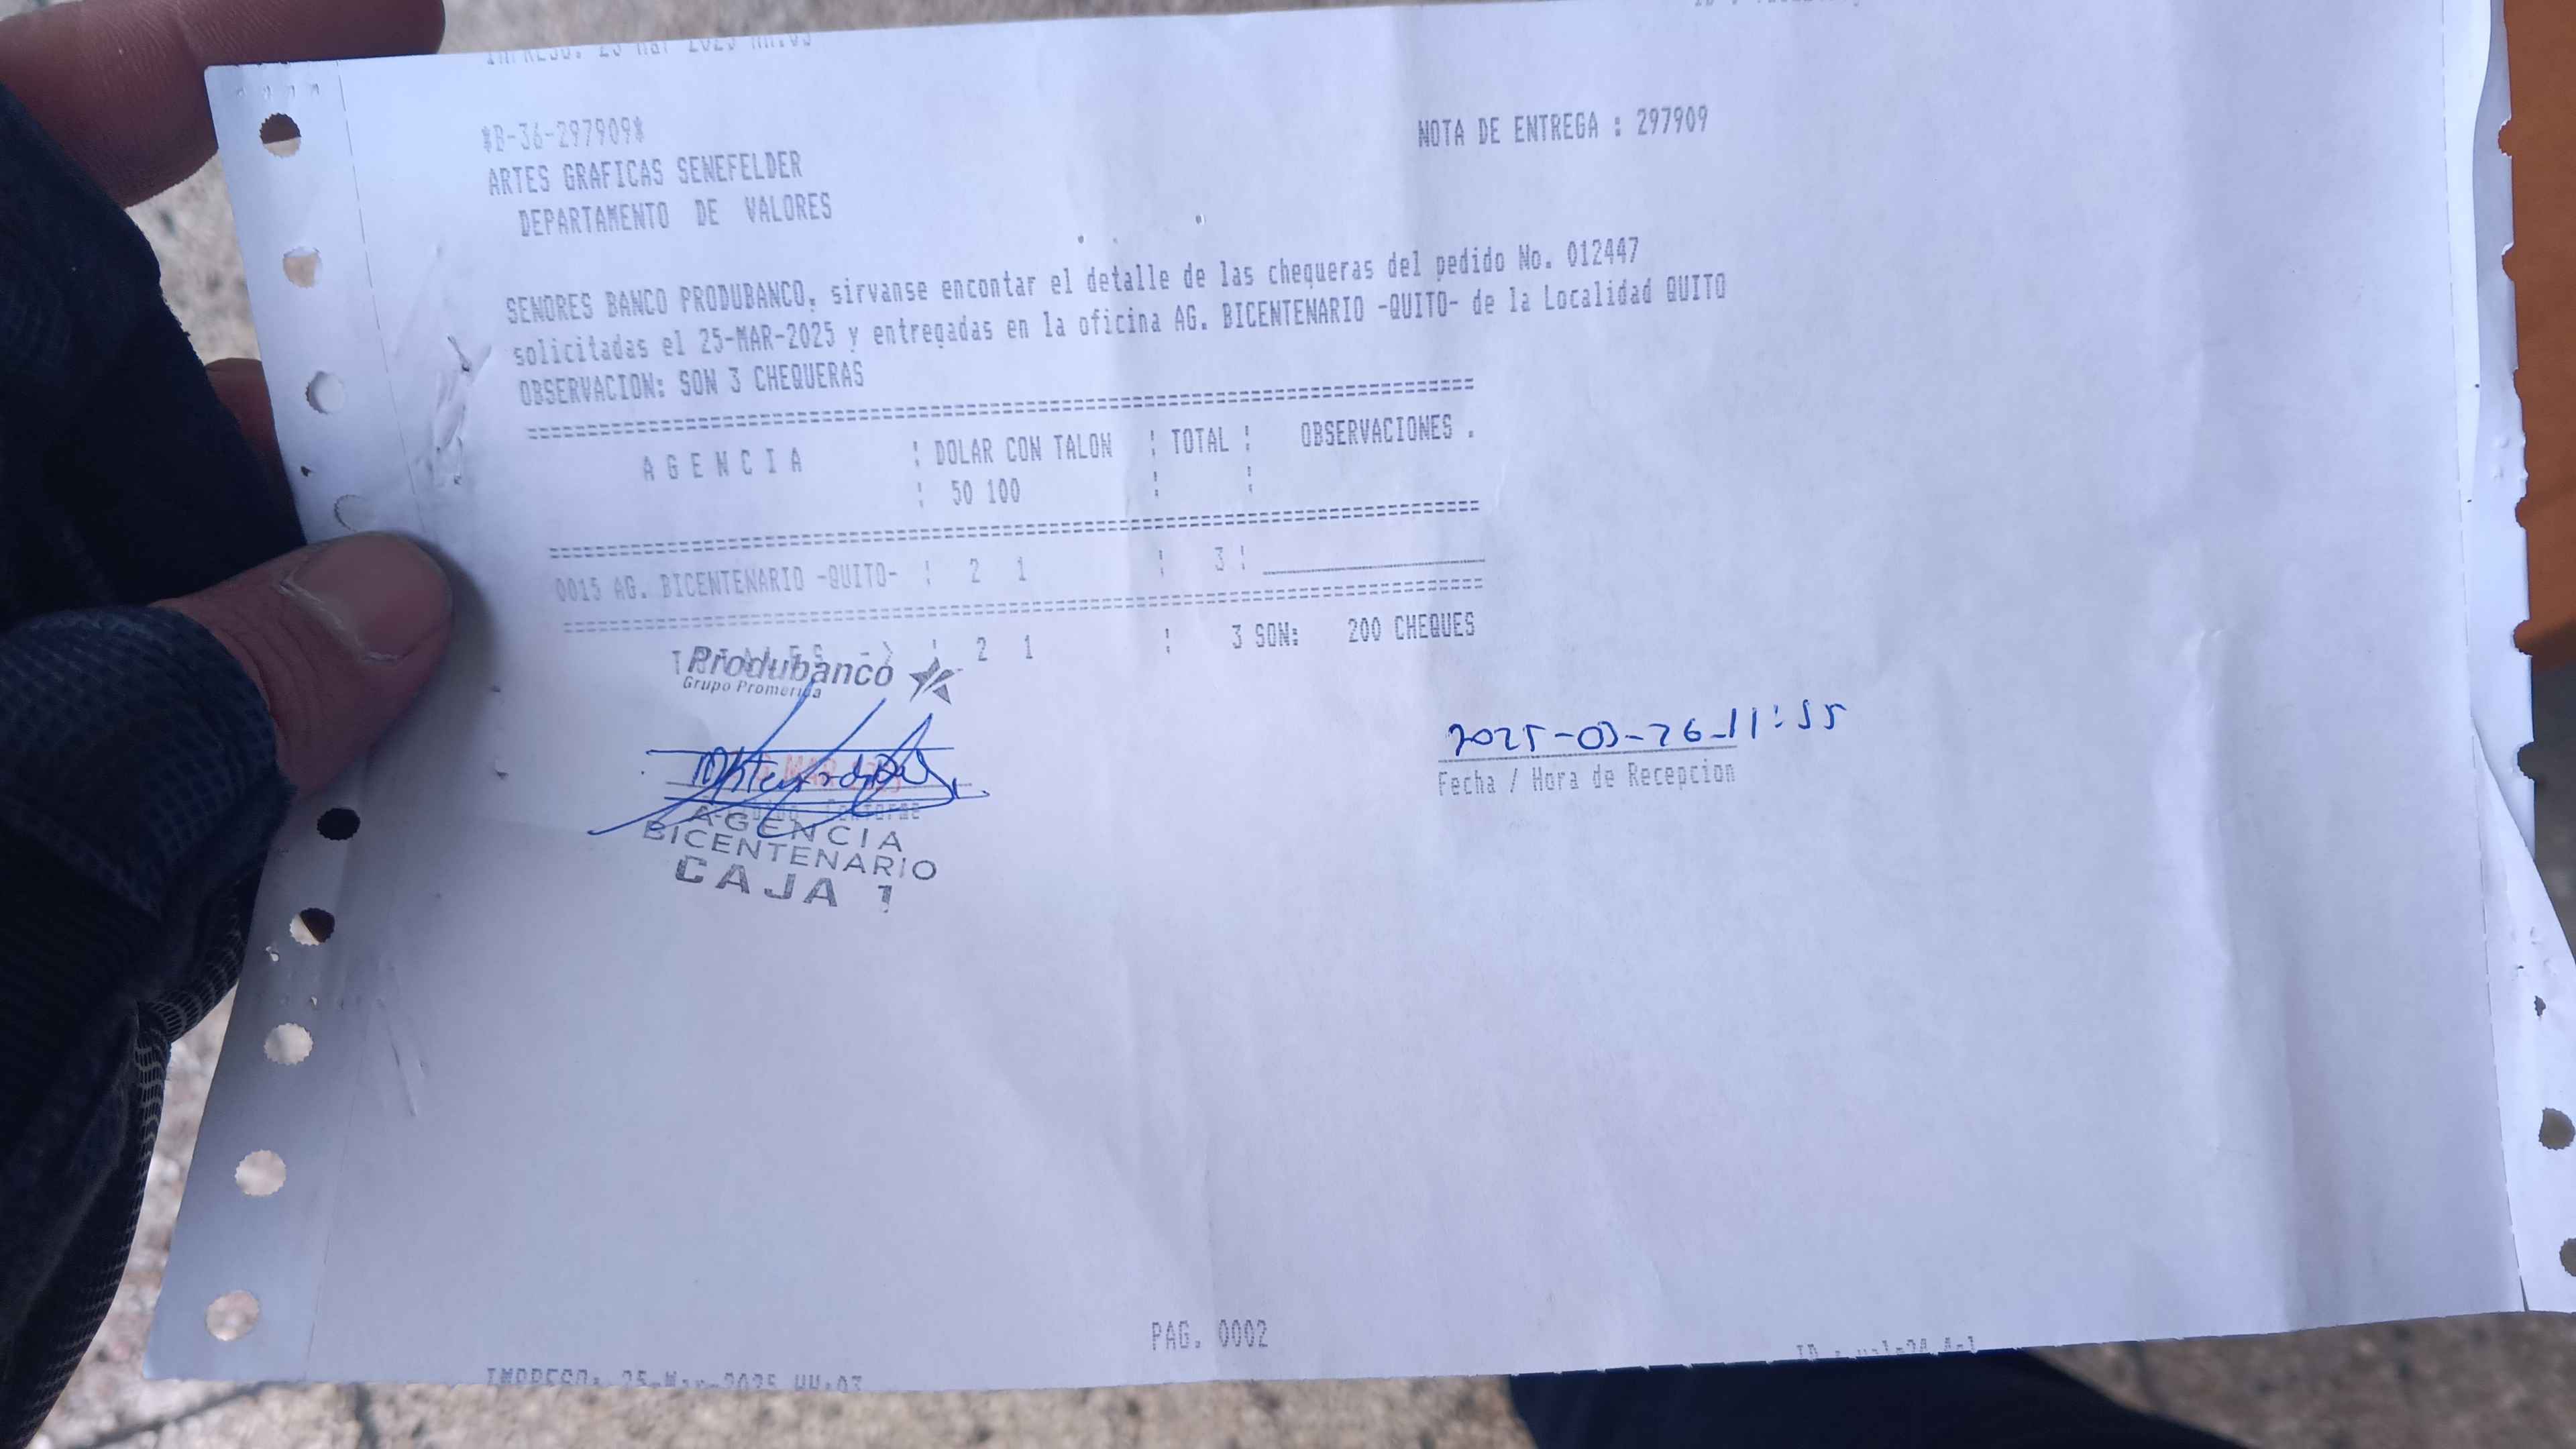 *B-36-297909*
NOTA DE ENTREGA : 297909
ARTES GRAFICAS SENEFELDER
DEPARTAMENTO DE VALORES
SENORES BANCO PRODUBANCO, sirvanse encontar el detalle de las chequeras del pedido No. 012447
solicitadas el 25-MAR-2025 y entregadas en la oficina AG. BICENTENARIO -QUITO- de la Localidad QUITO
OBSERVACION: SON 3 CHEQUERAS
A G E N C I A : DOLAR CON TALON : TOTAL : OBSERVACIONES .
: 50 100 : :
0015 AG. BICENTENARIO -QUITO- : 2 1 : 3 :
: 2 1 : 3 SON: 200 CHEQUES
Produbanco
Grupo Promerica
2025-03-26 11:55
Fecha / Hora de Recepcion
AGENCIA
BICENTENARIO
CAJA 1
PAG. 0002
IMPRESO: 25-Mar-2025